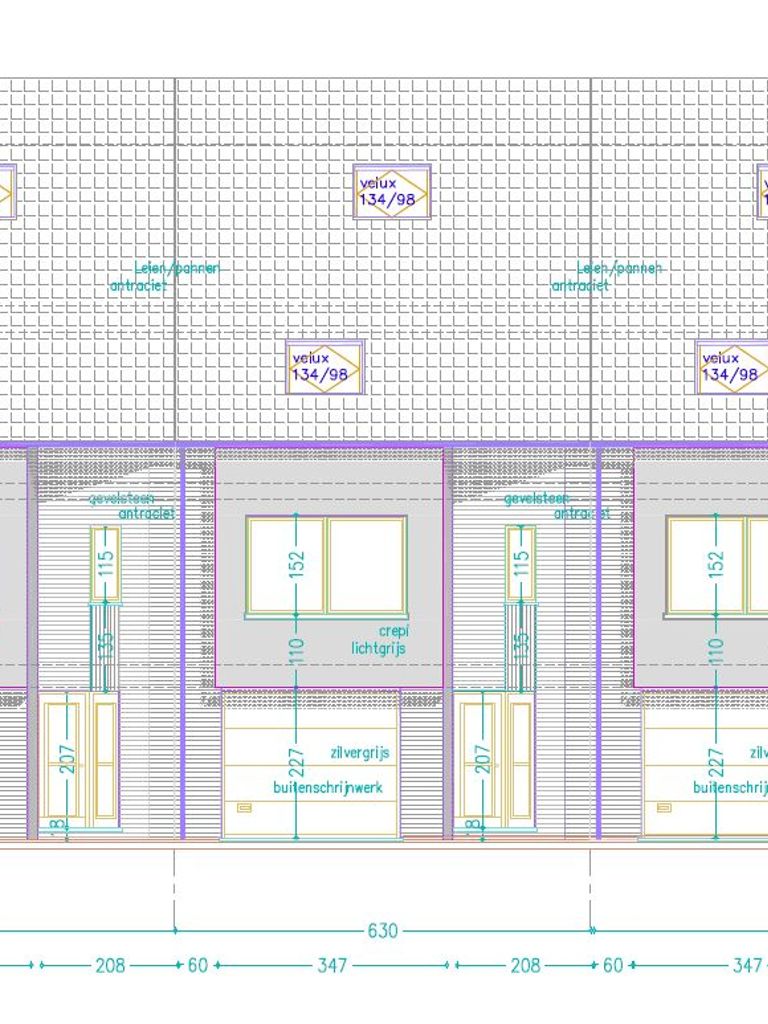 velux
134/98
Leien/pannen
antraciet
Leien/pannen
antraciet
velux
134/98
velux
134/98
gevelsteen
antraciet
gevelsteen
antraciet
115
152
115
152
crepi
lichtgrijs
135
110
135
110
207
227
207
227
zilvergrijs
buitenschrijnwerk
18
18
630
208
60
347
208
60
347